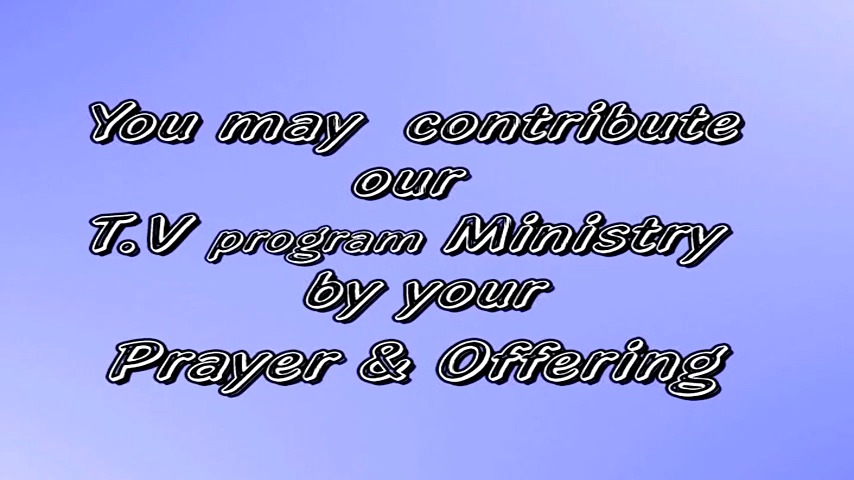 You may contribute
our
T.V program Ministry
by your
Prayer & Offering